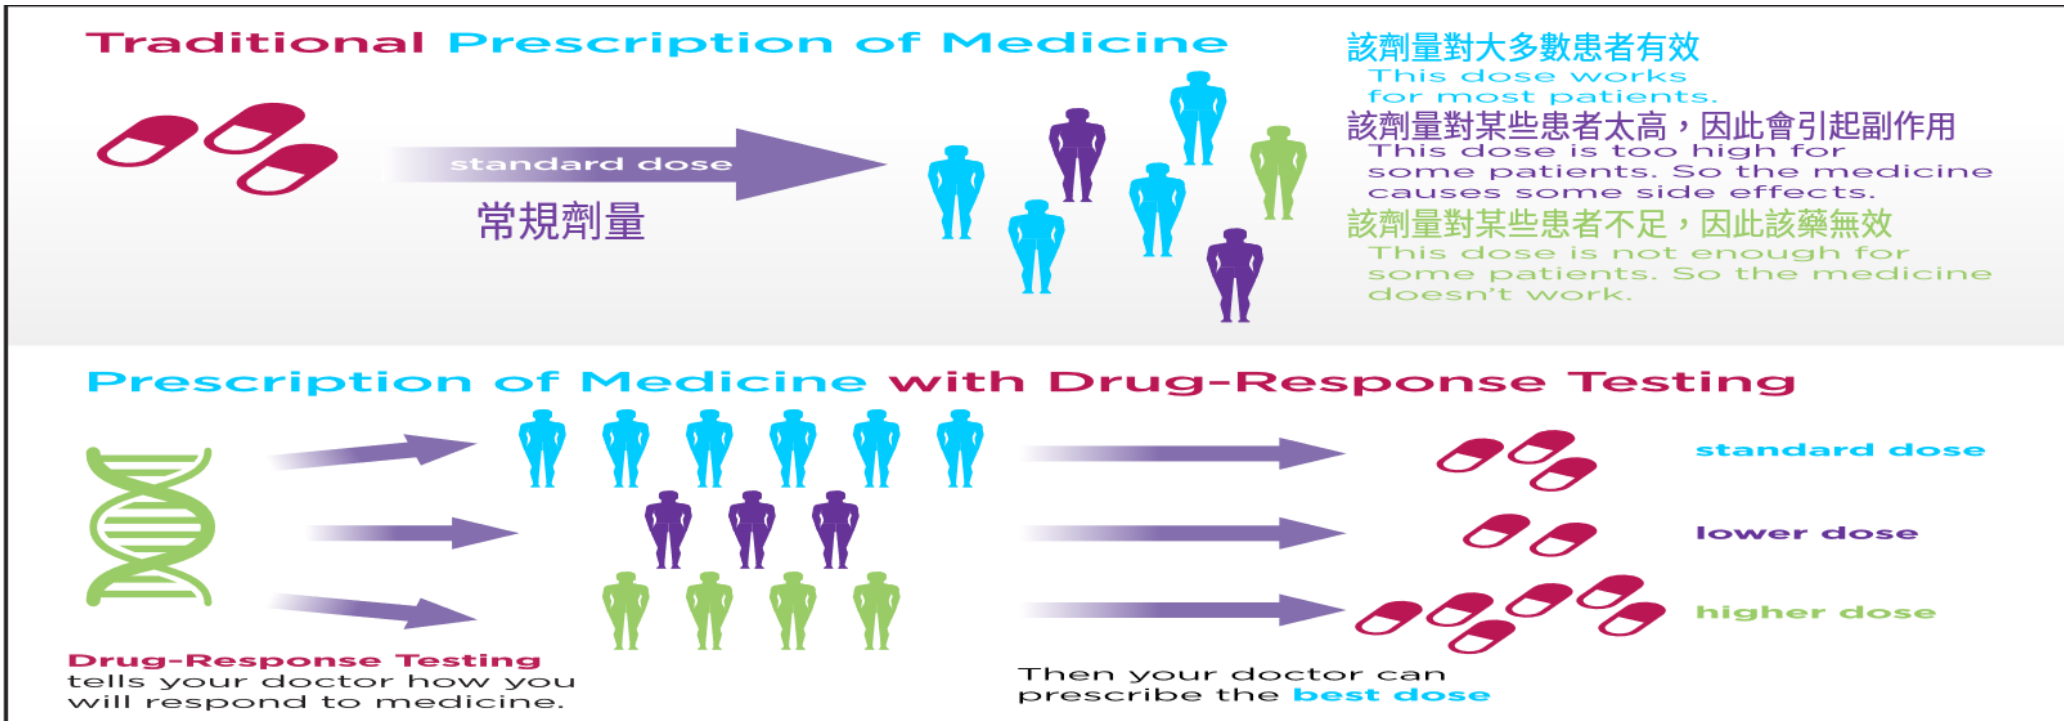 Traditional Prescription of Medicine
standard dose
常規劑量
該劑量對大多數患者有效
This dose works
for most patients.
該劑量對某些患者太高，因此會引起副作用
This dose is too high for
some patients. So the medicine
causes some side effects.
該劑量對某些患者不足，因此該藥無效
This dose is not enough for
some patients. So the medicine
doesn't work.
Prescription of Medicine with Drug-Response Testing
standard dose
lower dose
higher dose
Drug-Response Testing
tells your doctor how you
will respond to medicine.
Then your doctor can
prescribe the best dose